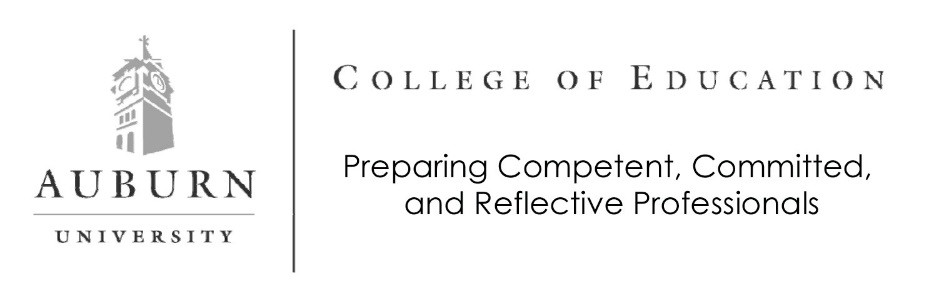 AUBURN
UNIVERSITY
COLLEGE OF EDUCATION
Preparing Competent, Committed,
and Reflective Professionals